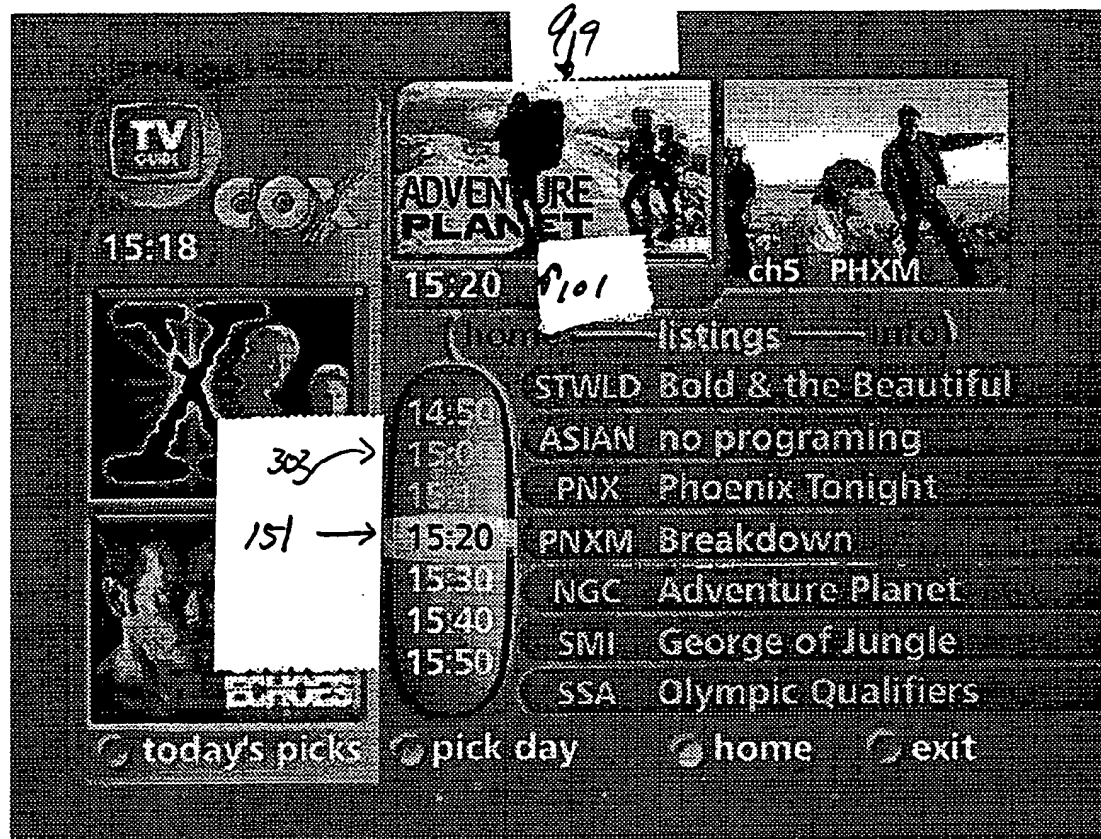 99
TV
GUIDE
COX
15:18
ADVENTURE
PLANET
15:20
101
ch5 PHXM
(home listings info)
14:50
STWLD Bold & the Beautiful
ASIAN no programing
303
PNX Phoenix Tonight
151
15:20
PNXM Breakdown
15:30
NGC Adventure Planet
15:40
SMI George of Jungle
15:50
SSA Olympic Qualifiers
ECHOES
today's picks pick day home exit